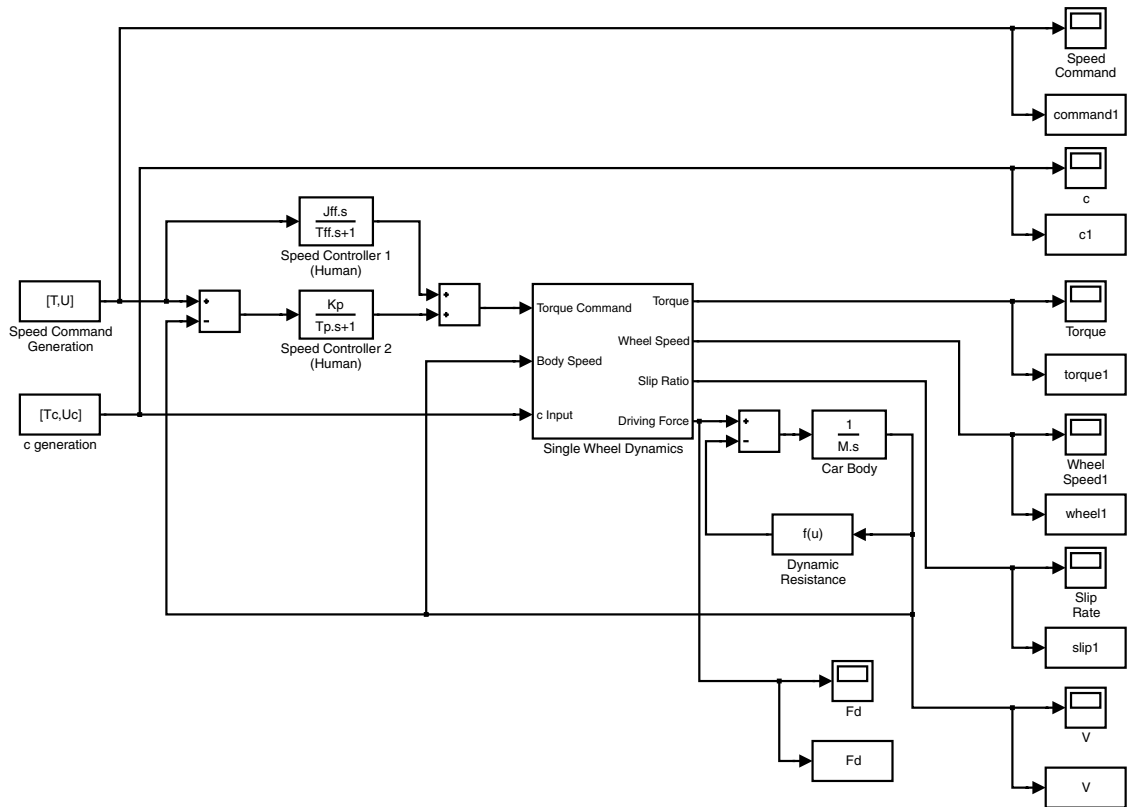 Speed
Command
command1
c
c1
Jff.s
Tff.s+1
Speed Controller 1
(Human)
[T,U]
Speed Command
Generation
+
−
Kp
Tp.s+1
Speed Controller 2
(Human)
+
+
Torque Command
Body Speed
c Input
Torque
Wheel Speed
Slip Ratio
Driving Force
Single Wheel Dynamics
[Tc,Uc]
c generation
Torque
torque1
+
−
1
M.s
Car Body
Wheel
Speed1
wheel1
f(u)
Dynamic
Resistance
Slip
Rate
slip1
Fd
Fd
V
V